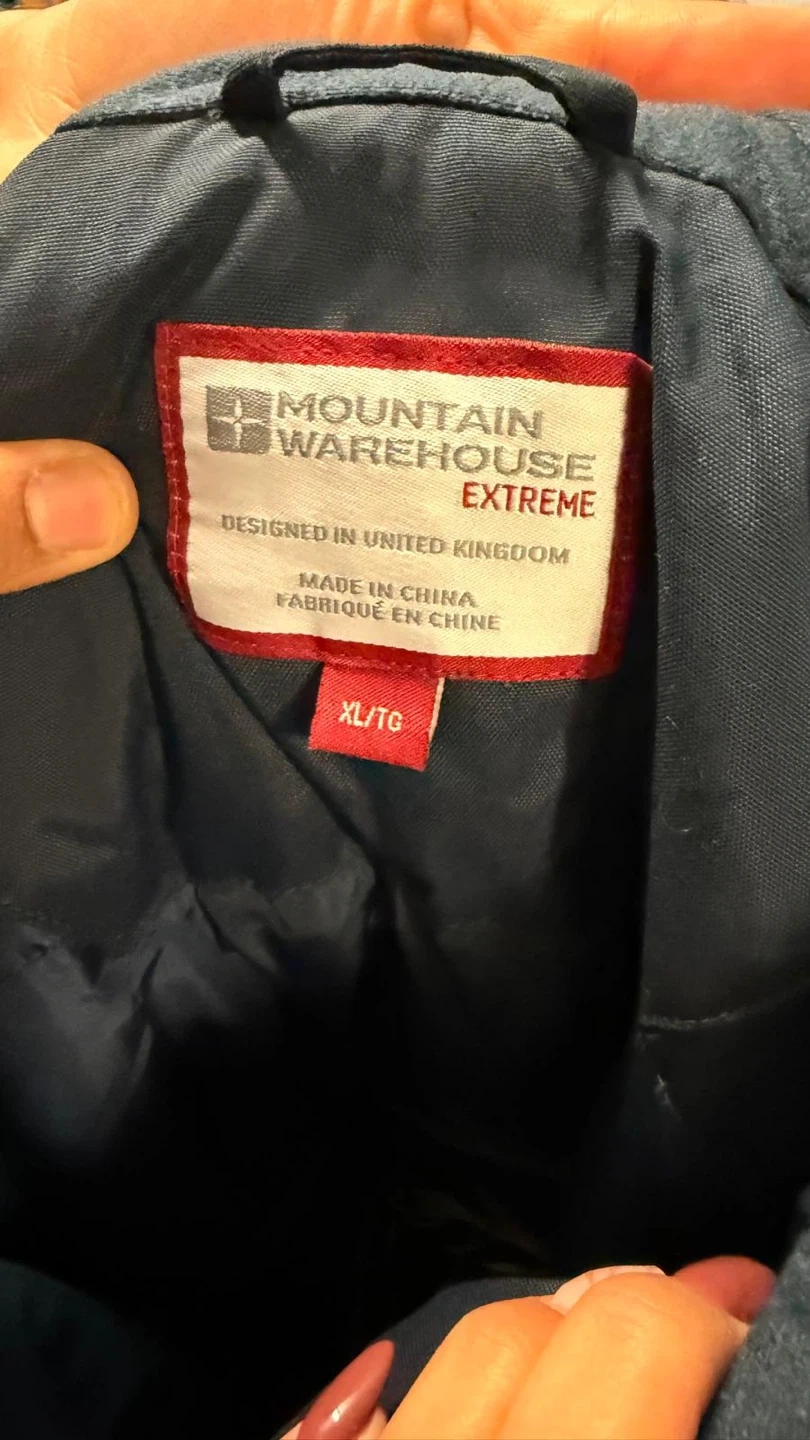 MOUNTAIN
WAREHOUSE
EXTREME
DESIGNED IN UNITED KINGDOM
MADE IN CHINA
FABRIQUÉ EN CHINE
XL/TG